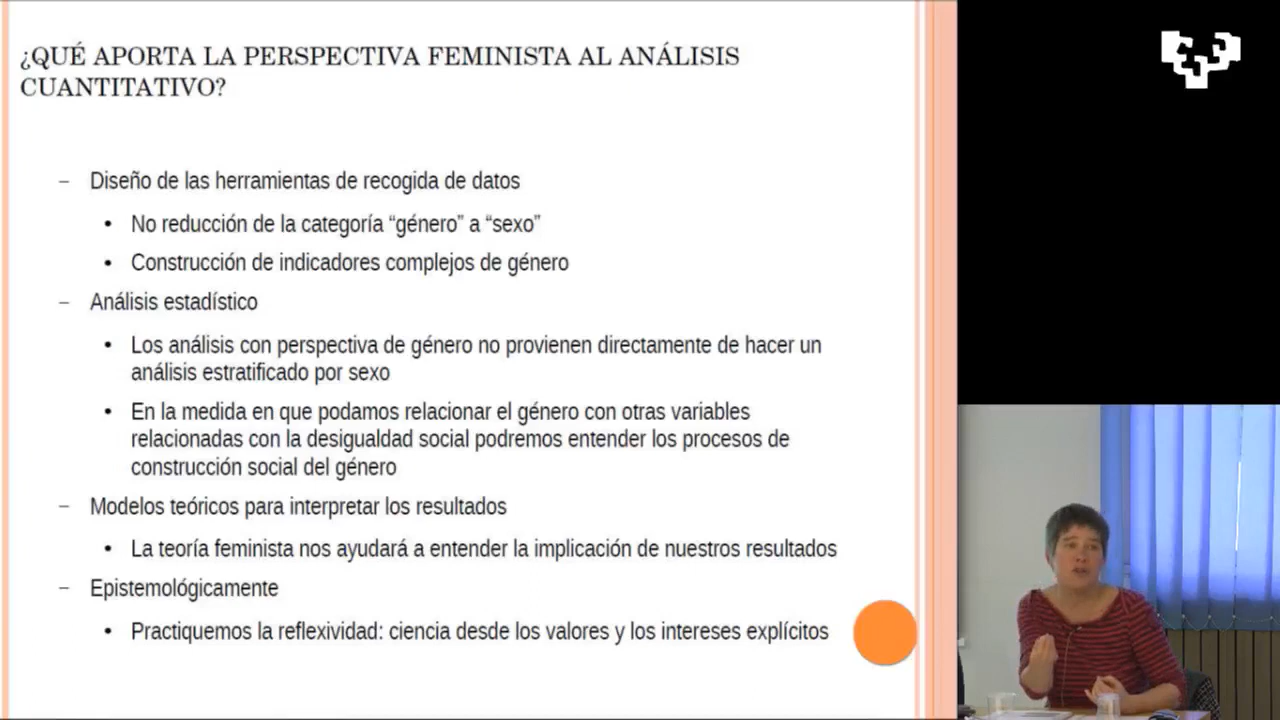 ¿QUÉ APORTA LA PERSPECTIVA FEMINISTA AL ANÁLISIS
CUANTITATIVO?
– Diseño de las herramientas de recogida de datos
• No reducción de la categoría “género” a “sexo”
• Construcción de indicadores complejos de género
– Análisis estadístico
• Los análisis con perspectiva de género no provienen directamente de hacer un
análisis estratificado por sexo
• En la medida en que podamos relacionar el género con otras variables
relacionadas con la desigualdad social podremos entender los procesos de
construcción social del género
– Modelos teóricos para interpretar los resultados
• La teoría feminista nos ayudará a entender la implicación de nuestros resultados
– Epistemológicamente
• Practiquemos la reflexividad: ciencia desde los valores y los intereses explícitos